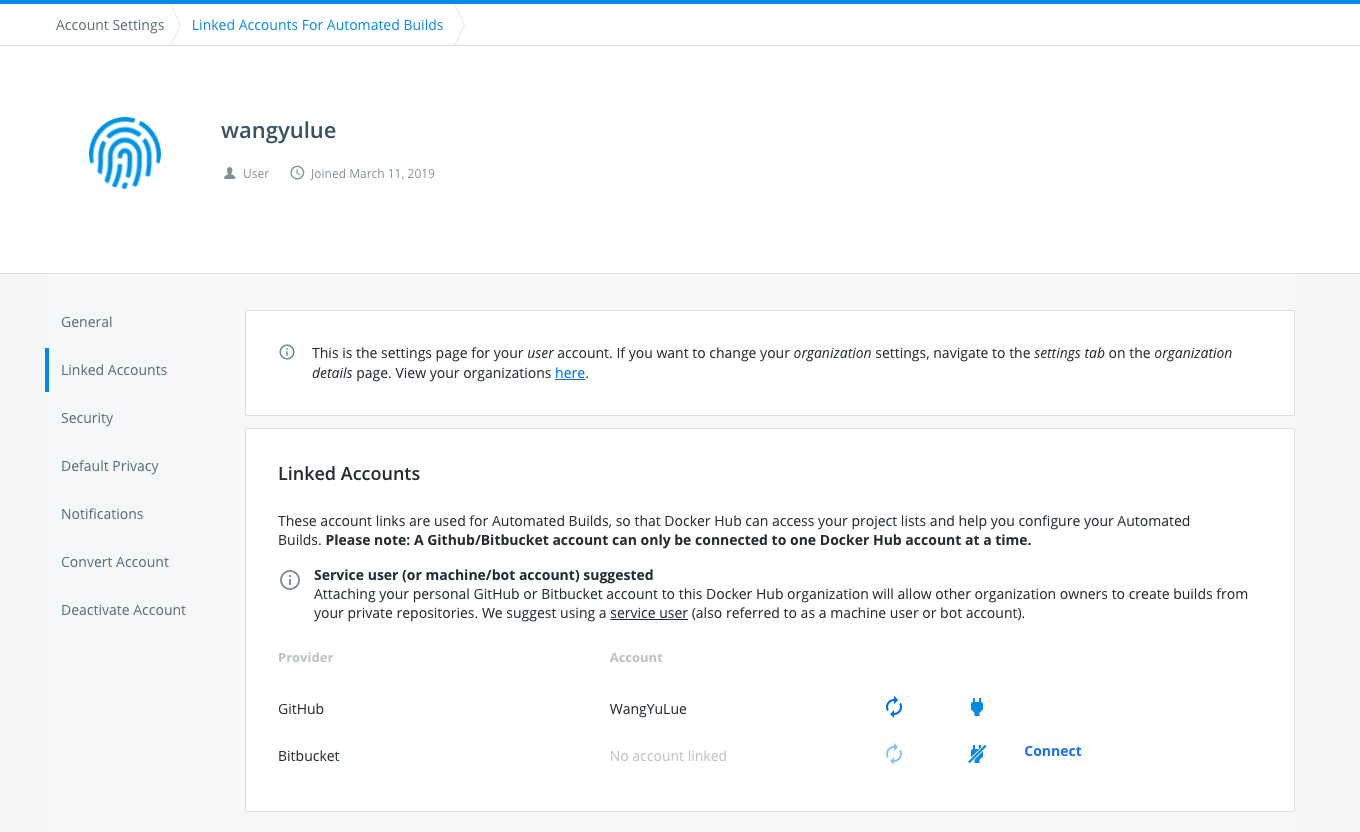 Account Settings
Linked Accounts For Automated Builds
wangyulue
User
Joined March 11, 2019
General
Linked Accounts
Security
Default Privacy
Notifications
Convert Account
Deactivate Account
This is the settings page for your user account. If you want to change your organization settings, navigate to the settings tab on the organization
details page. View your organizations here.
Linked Accounts
These account links are used for Automated Builds, so that Docker Hub can access your project lists and help you configure your Automated
Builds. Please note: A Github/Bitbucket account can only be connected to one Docker Hub account at a time.
Service user (or machine/bot account) suggested
Attaching your personal GitHub or Bitbucket account to this Docker Hub organization will allow other organization owners to create builds from
your private repositories. We suggest using a service user (also referred to as a machine user or bot account).
Provider Account
GitHub WangYuLue
Bitbucket No account linked Connect